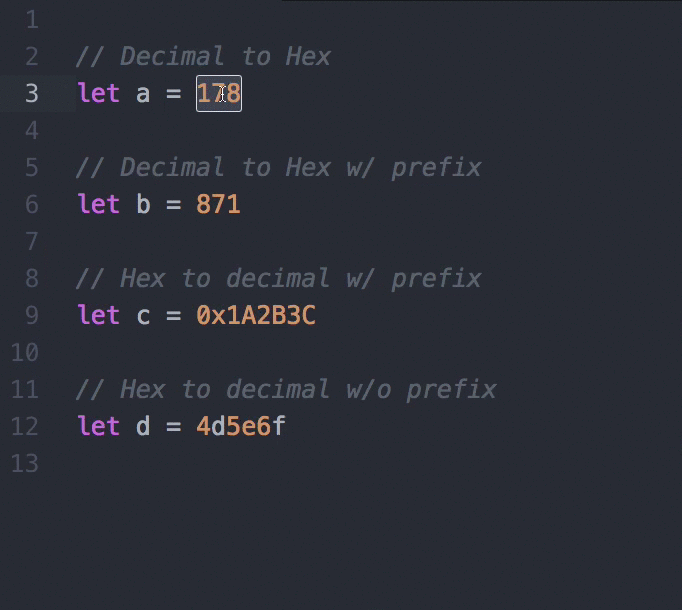 1
2 // Decimal to Hex
3 let a = 178
4
5 // Decimal to Hex w/ prefix
6 let b = 871
7
8 // Hex to decimal w/ prefix
9 let c = 0x1A2B3C
10
11 // Hex to decimal w/o prefix
12 let d = 4d5e6f
13